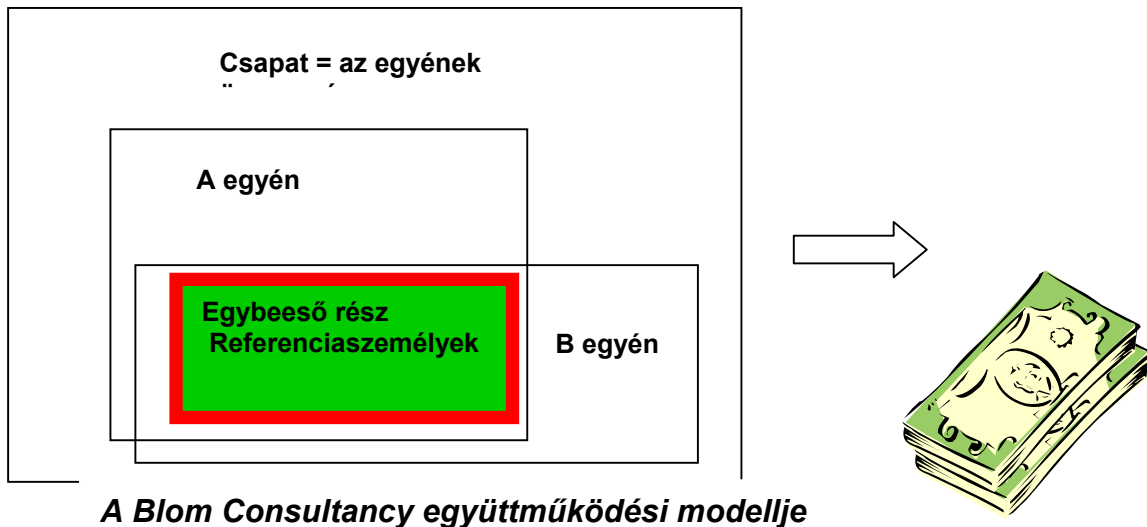 Csapat = az egyének
A egyén
Egybeeső rész
Referenciaszemélyek
B egyén
A Blom Consultancy együttműködési modellje